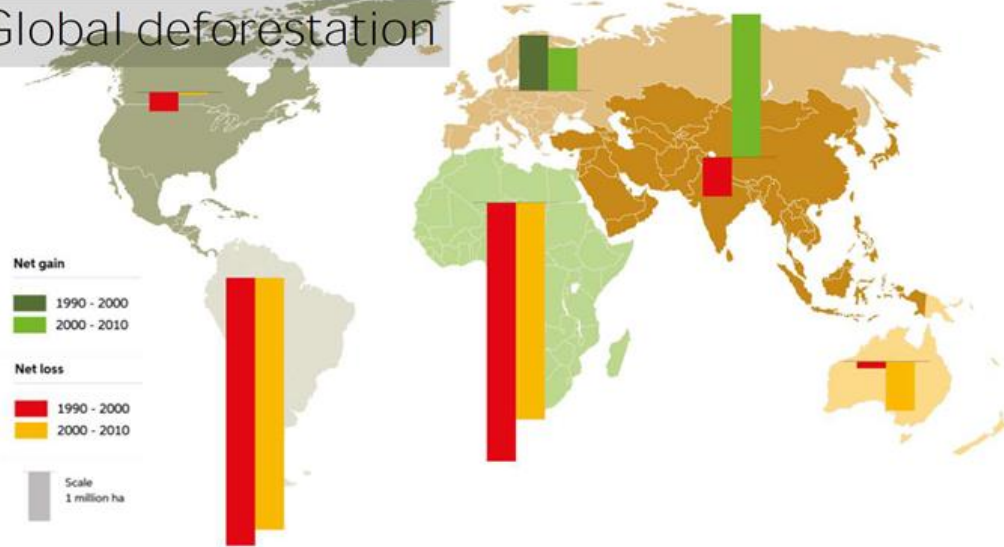 Global deforestation
Net gain
1990 - 2000
2000 - 2010
Net loss
1990 - 2000
2000 - 2010
Scale
1 million ha